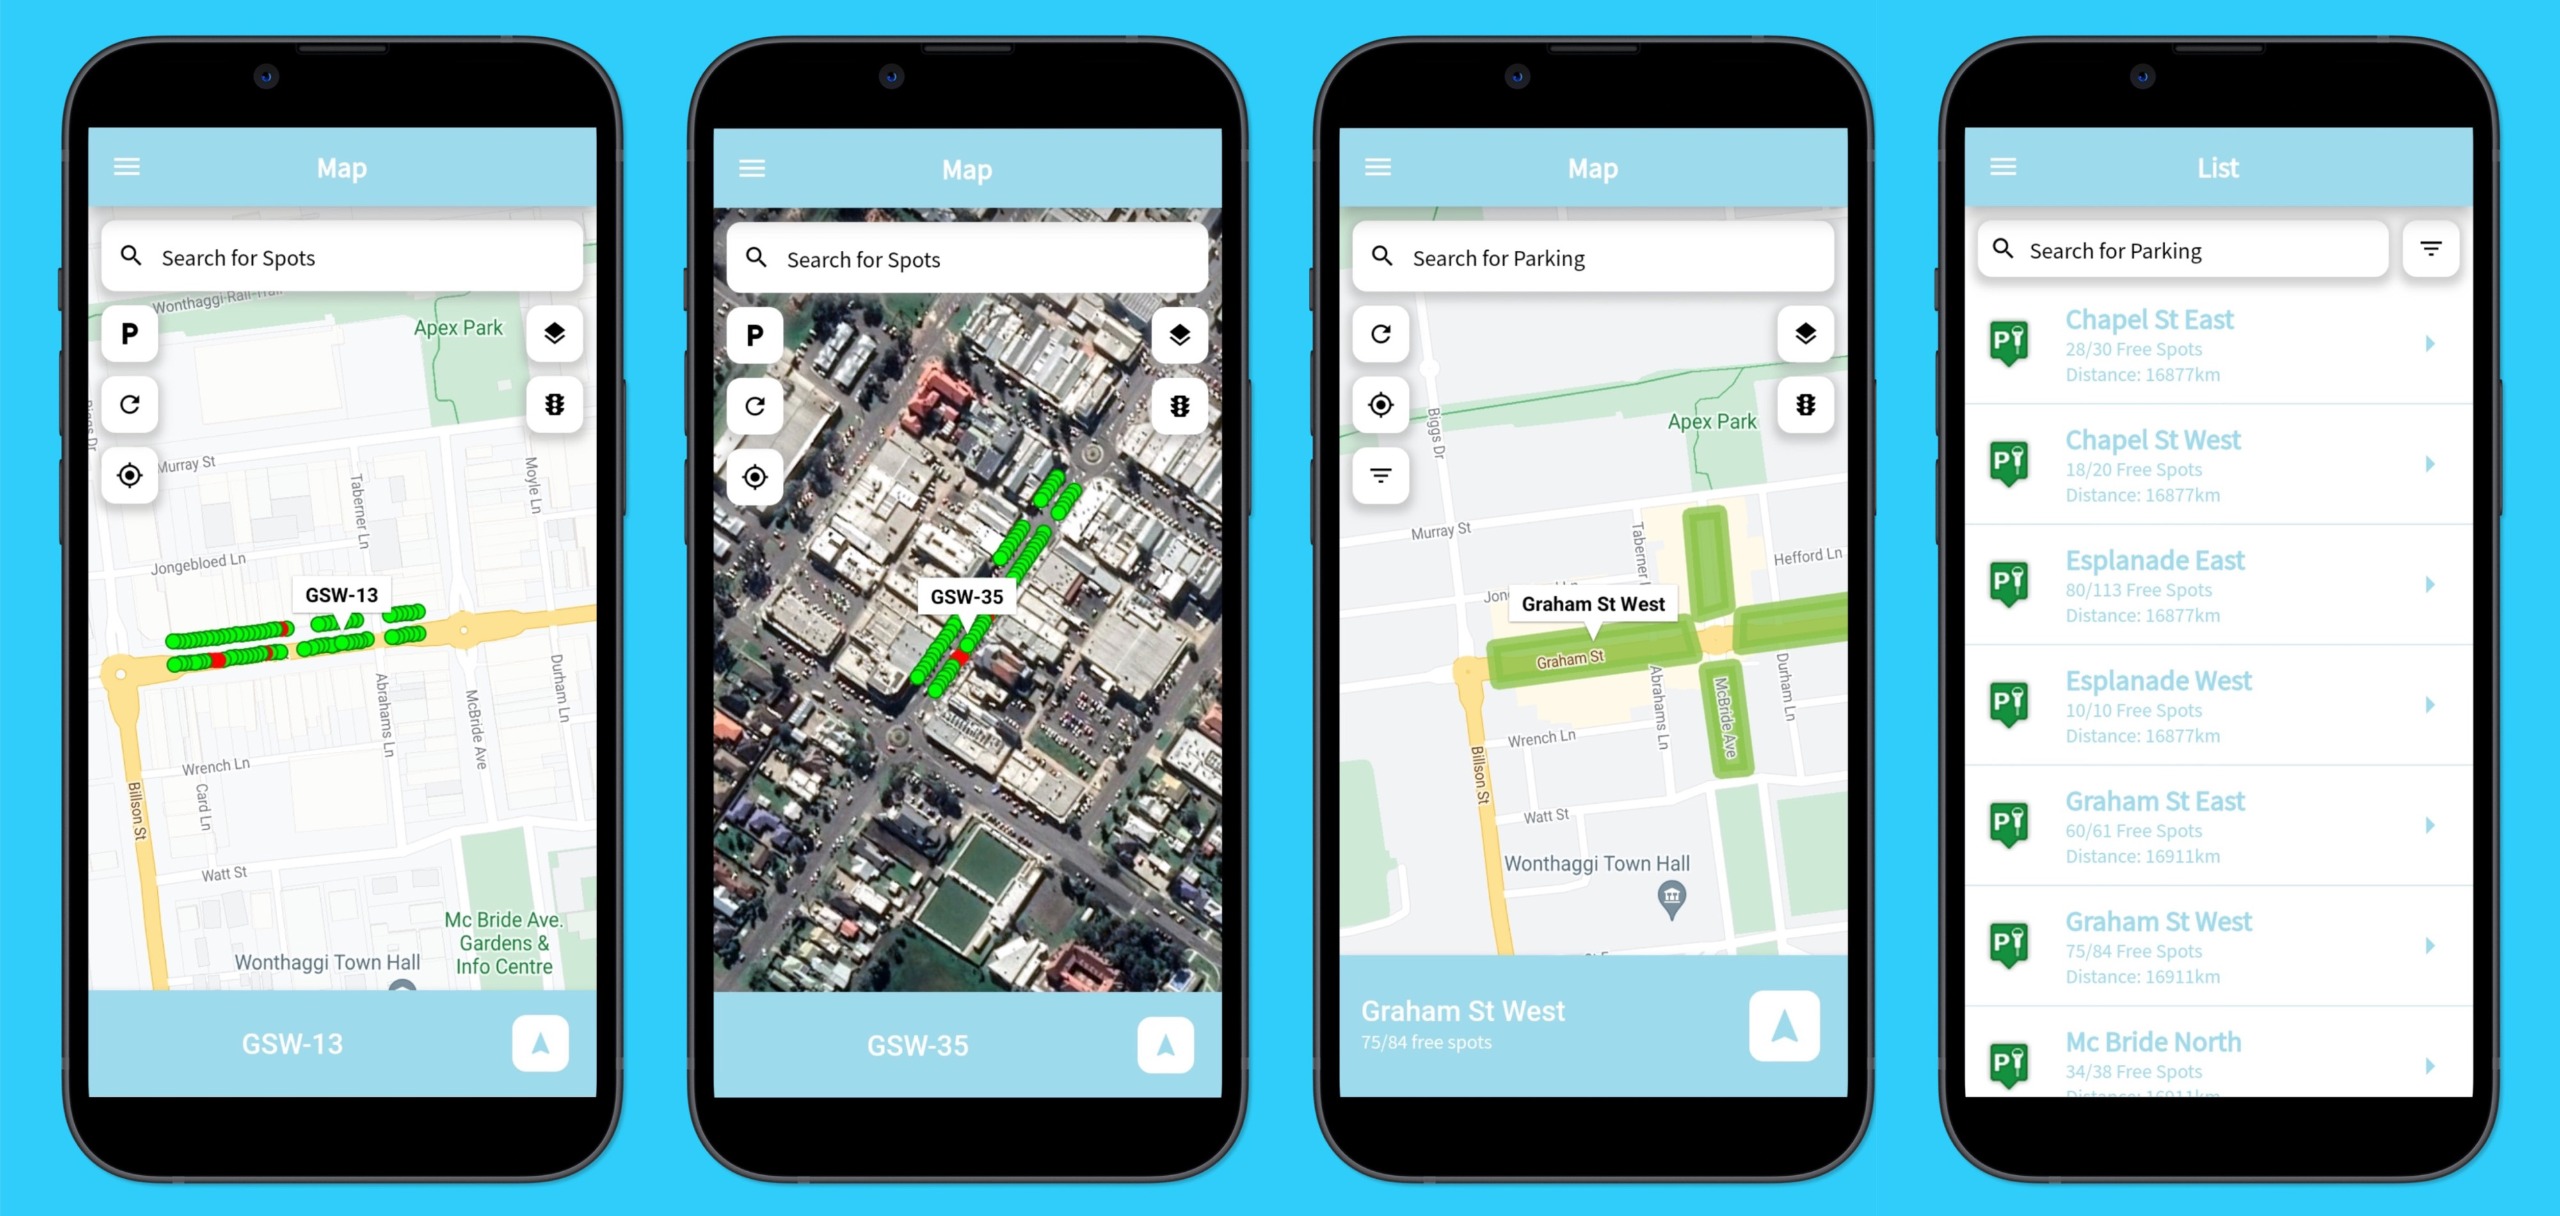 Map
Search for Spots
Wonthaggi Rail Trail
Apex Park
P
Biggs Dr
Murray St
Taberner Ln
Moyle Ln
Jongebloed Ln
GSW-13
Abrahams Ln
McBride Ave
Durham Ln
Wrench Ln
Card Ln
Billson St
Watt St
Mc Bride Ave.
Gardens &
Info Centre
Wonthaggi Town Hall
GSW-13
Map
Search for Spots
P
GSW-35
GSW-35
Map
Search for Parking
Biggs Dr
Apex Park
Murray St
Taberner
Hefford Ln
Graham St West
Graham St
Abrahams Ln
McBride Ave
Durham Ln
Wrench Ln
Billson St
Watt St
Wonthaggi Town Hall
Graham St West
75/84 free spots
List
Search for Parking
P
Chapel St East
28/30 Free Spots
Distance: 16877km
P
Chapel St West
18/20 Free Spots
Distance: 16877km
P
Esplanade East
80/113 Free Spots
Distance: 16877km
P
Esplanade West
10/10 Free Spots
Distance: 16877km
P
Graham St East
60/61 Free Spots
Distance: 16911km
P
Graham St West
75/84 Free Spots
Distance: 16911km
P
Mc Bride North
34/38 Free Spots
Distance: 16911km